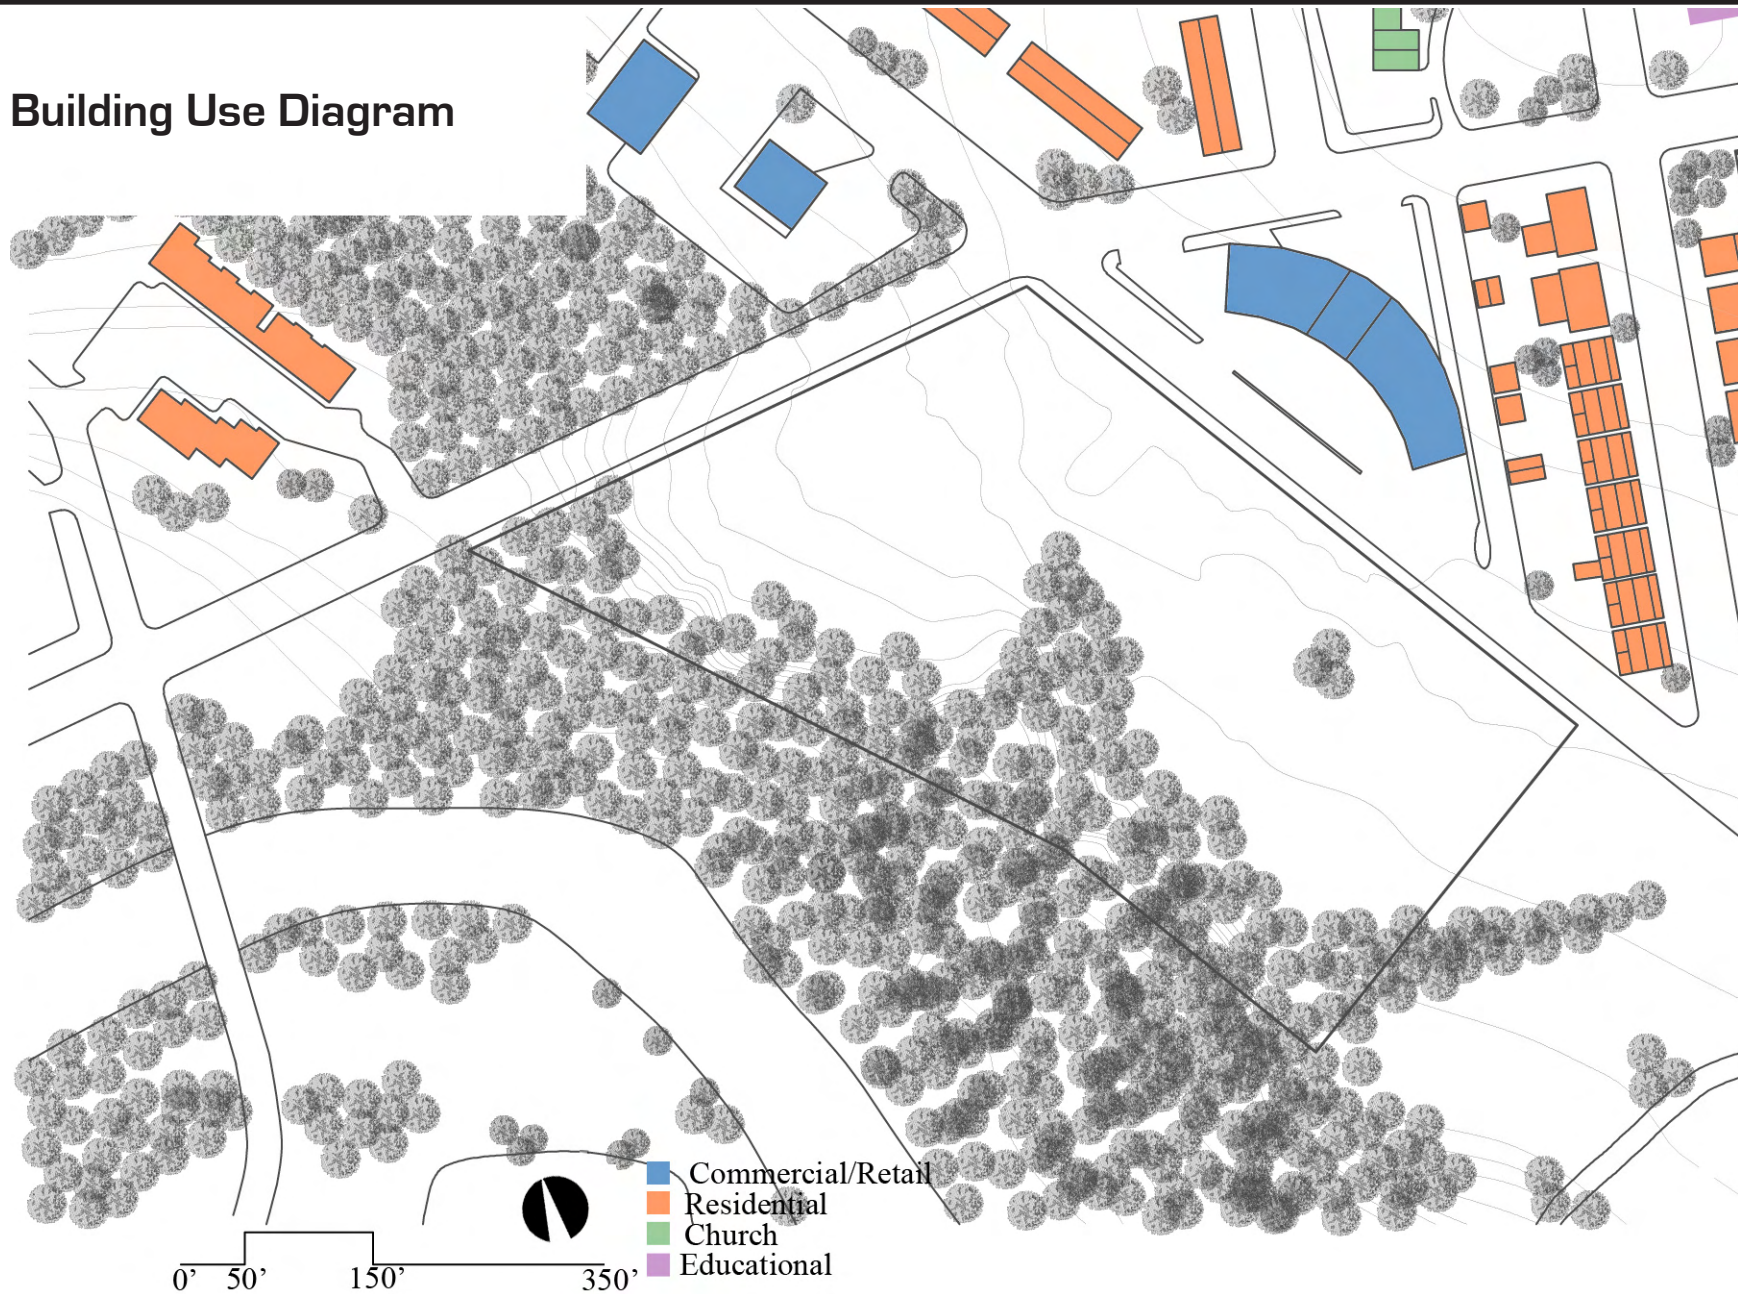 Building Use Diagram
Commercial/Retail
Residential
Church
Educational
0’ 50’ 150’ 350’